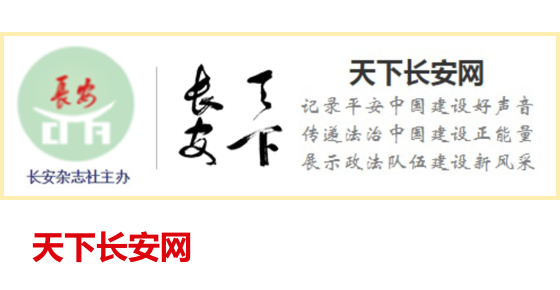 長安
长安杂志社主办
天下
长安
天下长安网
记录平安中国建设好声音
传递法治中国建设正能量
展示政法队伍建设新风采
天下长安网